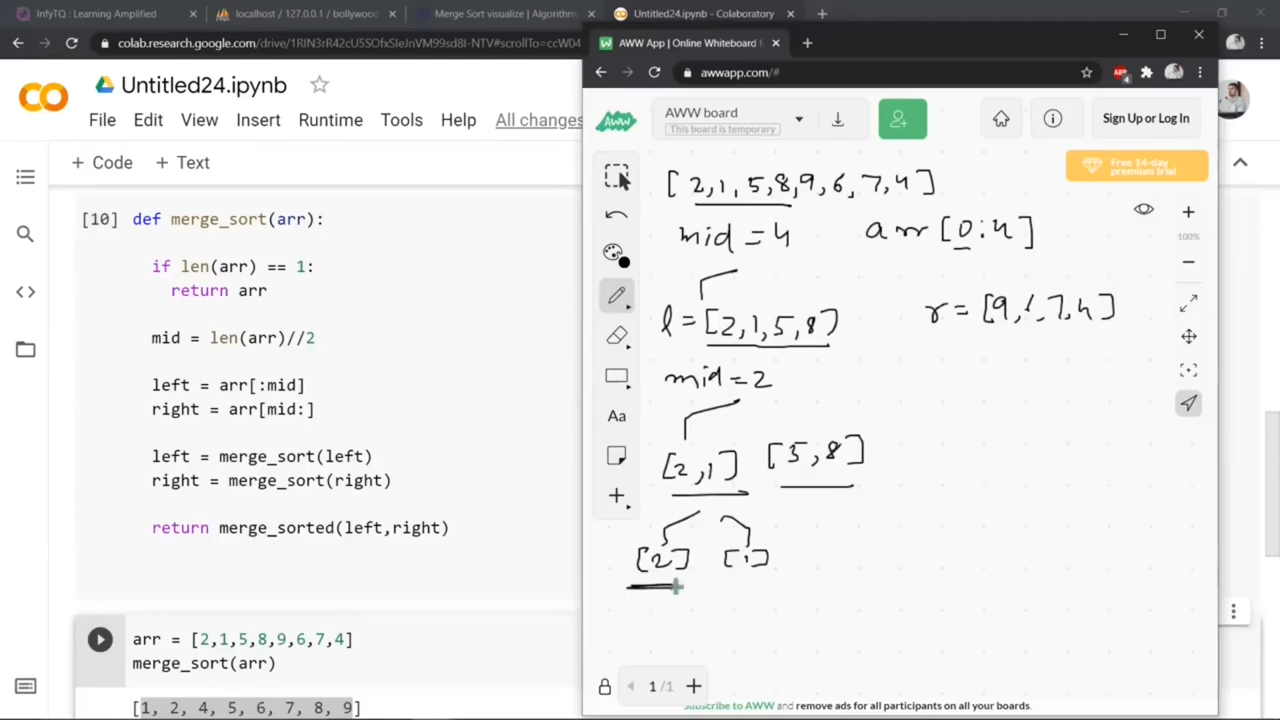 InfyTQ : Learning Amplified
localhost / 127.0.0.1 / bollywood
Merge Sort visualize | Algorithm
Untitled24.ipynb - Colaboratory
colab.research.google.com/drive/1RIN3rR42cU5SOfxSleJnVM99sd8I-NTV#scrollTo=ccW04
Untitled24.ipynb
File Edit View Insert Runtime Tools Help All changes
+ Code + Text
[10] def merge_sort(arr):
if len(arr) == 1:
return arr
mid = len(arr)//2
left = arr[:mid]
right = arr[mid:]
left = merge_sort(left)
right = merge_sort(right)
return merge_sorted(left,right)
arr = [2,1,5,8,9,6,7,4]
merge_sort(arr)
[1, 2, 4, 5, 6, 7, 8, 9]
AWW App | Online Whiteboard f
awwapp.com/#
ABP 4
AWW
AWW board
This board is temporary
Sign Up or Log In
Free 14-day
premium trial
100%
Aa
[2,1,5,8,9,6,7,4]
mid = 4 arr [0:4]
l = [2,1,5,8] r = [9,6,7,4]
mid = 2
[2,1] [5,8]
[2] [1]
1 /1
Subscribe to AWW and remove ads for all participants on all your boards.